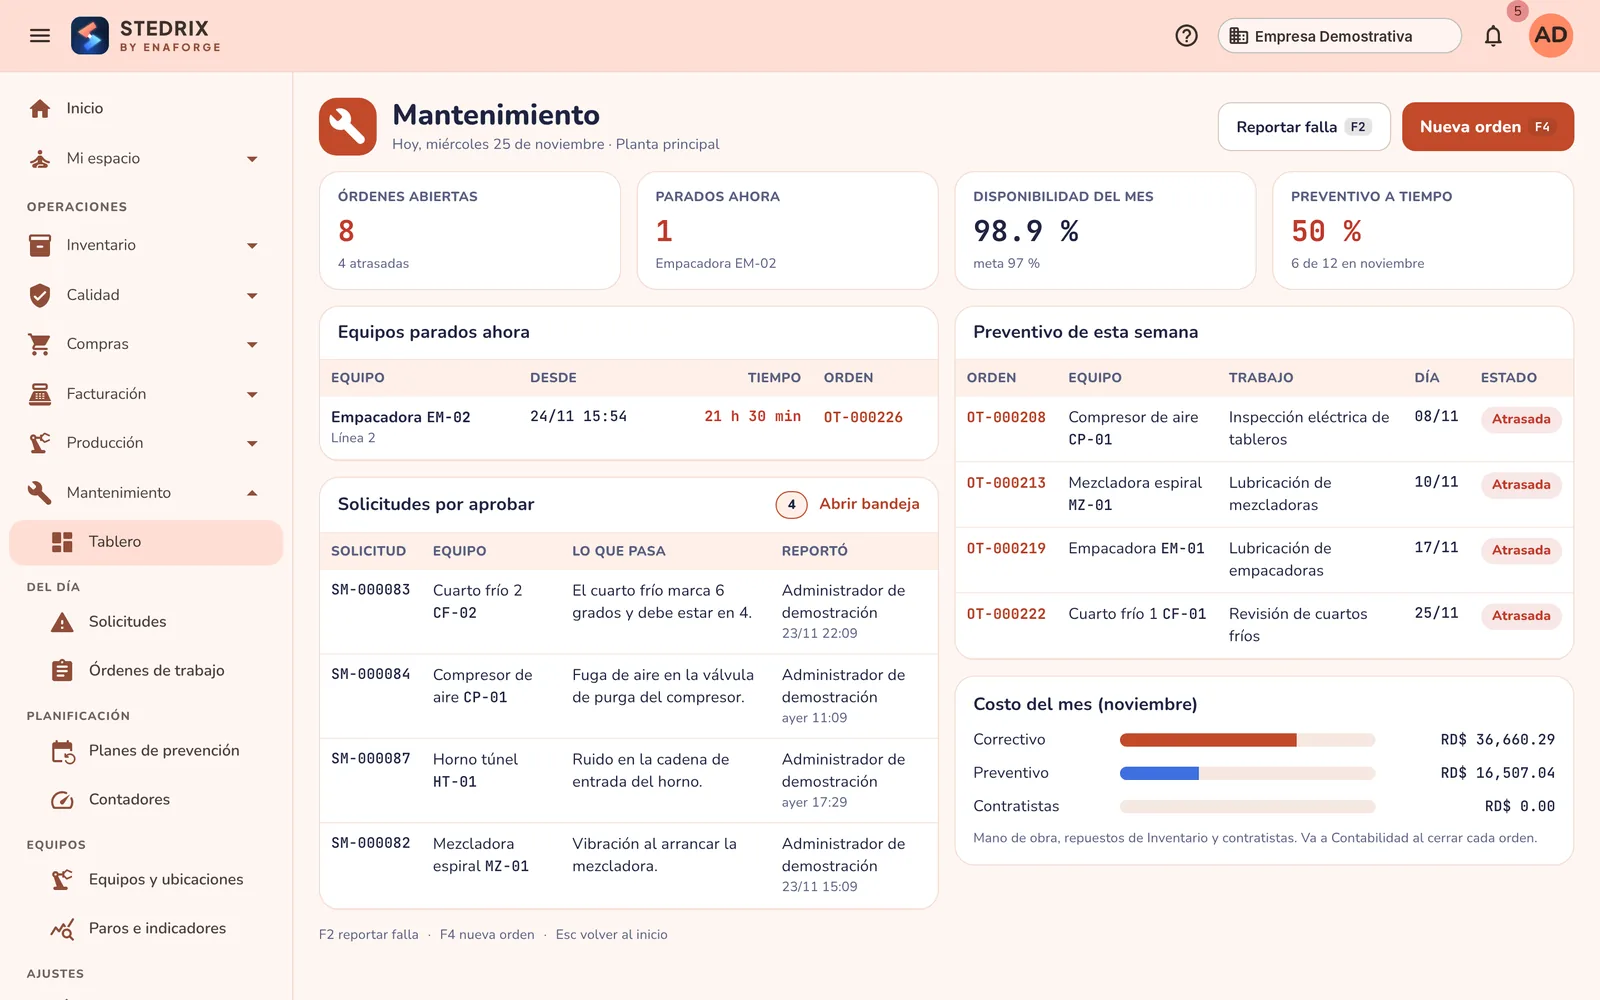 STEDRIX
BY ENAFORGE
Empresa Demostrativa
5
AD
Inicio
Mi espacio
OPERACIONES
Inventario
Calidad
Compras
Facturación
Producción
Mantenimiento
Tablero
DEL DÍA
Solicitudes
Órdenes de trabajo
PLANIFICACIÓN
Planes de prevención
Contadores
EQUIPOS
Equipos y ubicaciones
Paros e indicadores
AJUSTES
Mantenimiento
Hoy, miércoles 25 de noviembre · Planta principal
Reportar falla F2
Nueva orden F4
ÓRDENES ABIERTAS
8
4 atrasadas
PARADOS AHORA
1
Empacadora EM-02
DISPONIBILIDAD DEL MES
98.9 %
meta 97 %
PREVENTIVO A TIEMPO
50 %
6 de 12 en noviembre
Equipos parados ahora
EQUIPO DESDE TIEMPO ORDEN
Empacadora EM-02 24/11 15:54 21 h 30 min OT-000226
Línea 2
Solicitudes por aprobar 4 Abrir bandeja
SOLICITUD EQUIPO LO QUE PASA REPORTÓ
SM-000083 Cuarto frío 2 El cuarto frío marca 6 Administrador de
CF-02 grados y debe estar en 4. demostración
23/11 22:09
SM-000084 Compresor de Fuga de aire en la válvula Administrador de
aire CP-01 de purga del compresor. demostración
ayer 11:09
SM-000087 Horno túnel Ruido en la cadena de Administrador de
HT-01 entrada del horno. demostración
ayer 17:29
SM-000082 Mezcladora Vibración al arrancar la Administrador de
espiral MZ-01 mezcladora. demostración
23/11 15:09
Preventivo de esta semana
ORDEN EQUIPO TRABAJO DÍA ESTADO
OT-000208 Compresor de aire Inspección eléctrica de 08/11 Atrasada
CP-01 tableros
OT-000213 Mezcladora espiral Lubricación de 10/11 Atrasada
MZ-01 mezcladoras
OT-000219 Empacadora EM-01 Lubricación de 17/11 Atrasada
empacadoras
OT-000222 Cuarto frío 1 CF-01 Revisión de cuartos 25/11 Atrasada
fríos
Costo del mes (noviembre)
Correctivo RD$ 36,660.29
Preventivo RD$ 16,507.04
Contratistas RD$ 0.00
Mano de obra, repuestos de Inventario y contratistas. Va a Contabilidad al cerrar cada orden.
F2 reportar falla · F4 nueva orden · Esc volver al inicio